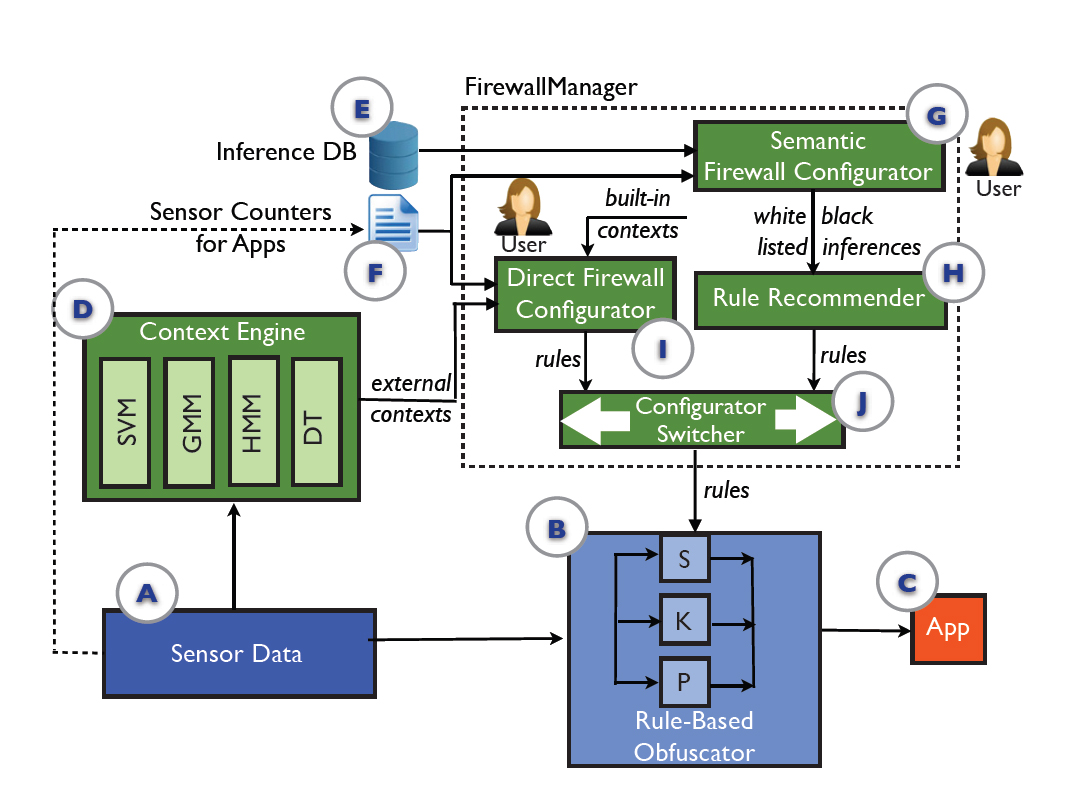 FirewallManager
E
G
Inference DB
Semantic
Firewall Configurator
User
Sensor Counters
for Apps
F
User
built-in
contexts
white black
listed inferences
Direct Firewall
Configurator
I
Rule Recommender
H
D
Context Engine
SVM
GMM
HMM
DT
external
contexts
rules
rules
Configurator
Switcher
J
rules
A
Sensor Data
B
S
K
P
Rule-Based
Obfuscator
C
App